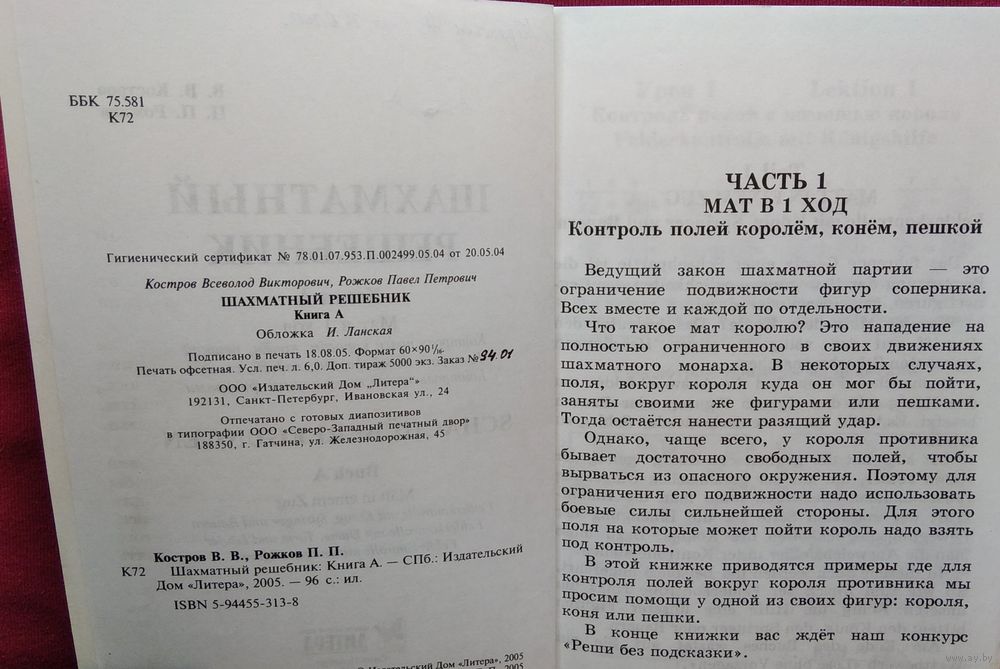 ББК 75.581
К72
Гигиенический сертификат № 78.01.07.953.П.002499.05.04 от 20.05.04
Костров Всеволод Викторович, Рожков Павел Петрович
ШАХМАТНЫЙ РЕШЕБНИК
Книга А
Обложка И. Ланская
Подписано в печать 18.08.05. Формат 60×90 1/16.
Печать офсетная. Усл. печ. л. 6,0. Доп. тираж 5000 экз. Заказ № 94.01
ООО «Издательский Дом „Литера“»
192131, Санкт-Петербург, Ивановская ул., 24
Отпечатано с готовых диапозитивов
в типографии ООО «Северо-Западный печатный двор»
188350, г. Гатчина, ул. Железнодорожная, 45
Костров В. В., Рожков П. П.
К72 Шахматный решебник: Книга А. — СПб.: Издательский
Дом «Литера», 2005. — 96 с.: ил.
ISBN 5-94455-313-8
© Издательский Дом «Литера», 2005
ЧАСТЬ 1
МАТ В 1 ХОД
Контроль полей королём, конём, пешкой
Ведущий закон шахматной партии — это
ограничение подвижности фигур соперника.
Всех вместе и каждой по отдельности.
Что такое мат королю? Это нападение на
полностью ограниченного в своих движениях
шахматного монарха. В некоторых случаях,
поля, вокруг короля куда он мог бы пойти,
заняты своими же фигурами или пешками.
Тогда остаётся нанести разящий удар.
Однако, чаще всего, у короля противника
бывает достаточно свободных полей, чтобы
вырваться из опасного окружения. Поэтому для
ограничения его подвижности надо использовать
боевые силы сильнейшей стороны. Для этого
поля на которые может пойти король надо взять
под контроль.
В этой книжке приводятся примеры где для
контроля полей вокруг короля противника мы
просим помощи у одной из своих фигур: короля,
коня или пешки.
В конце книжки вас ждёт наш конкурс
«Реши без подсказки».
www.ay.by